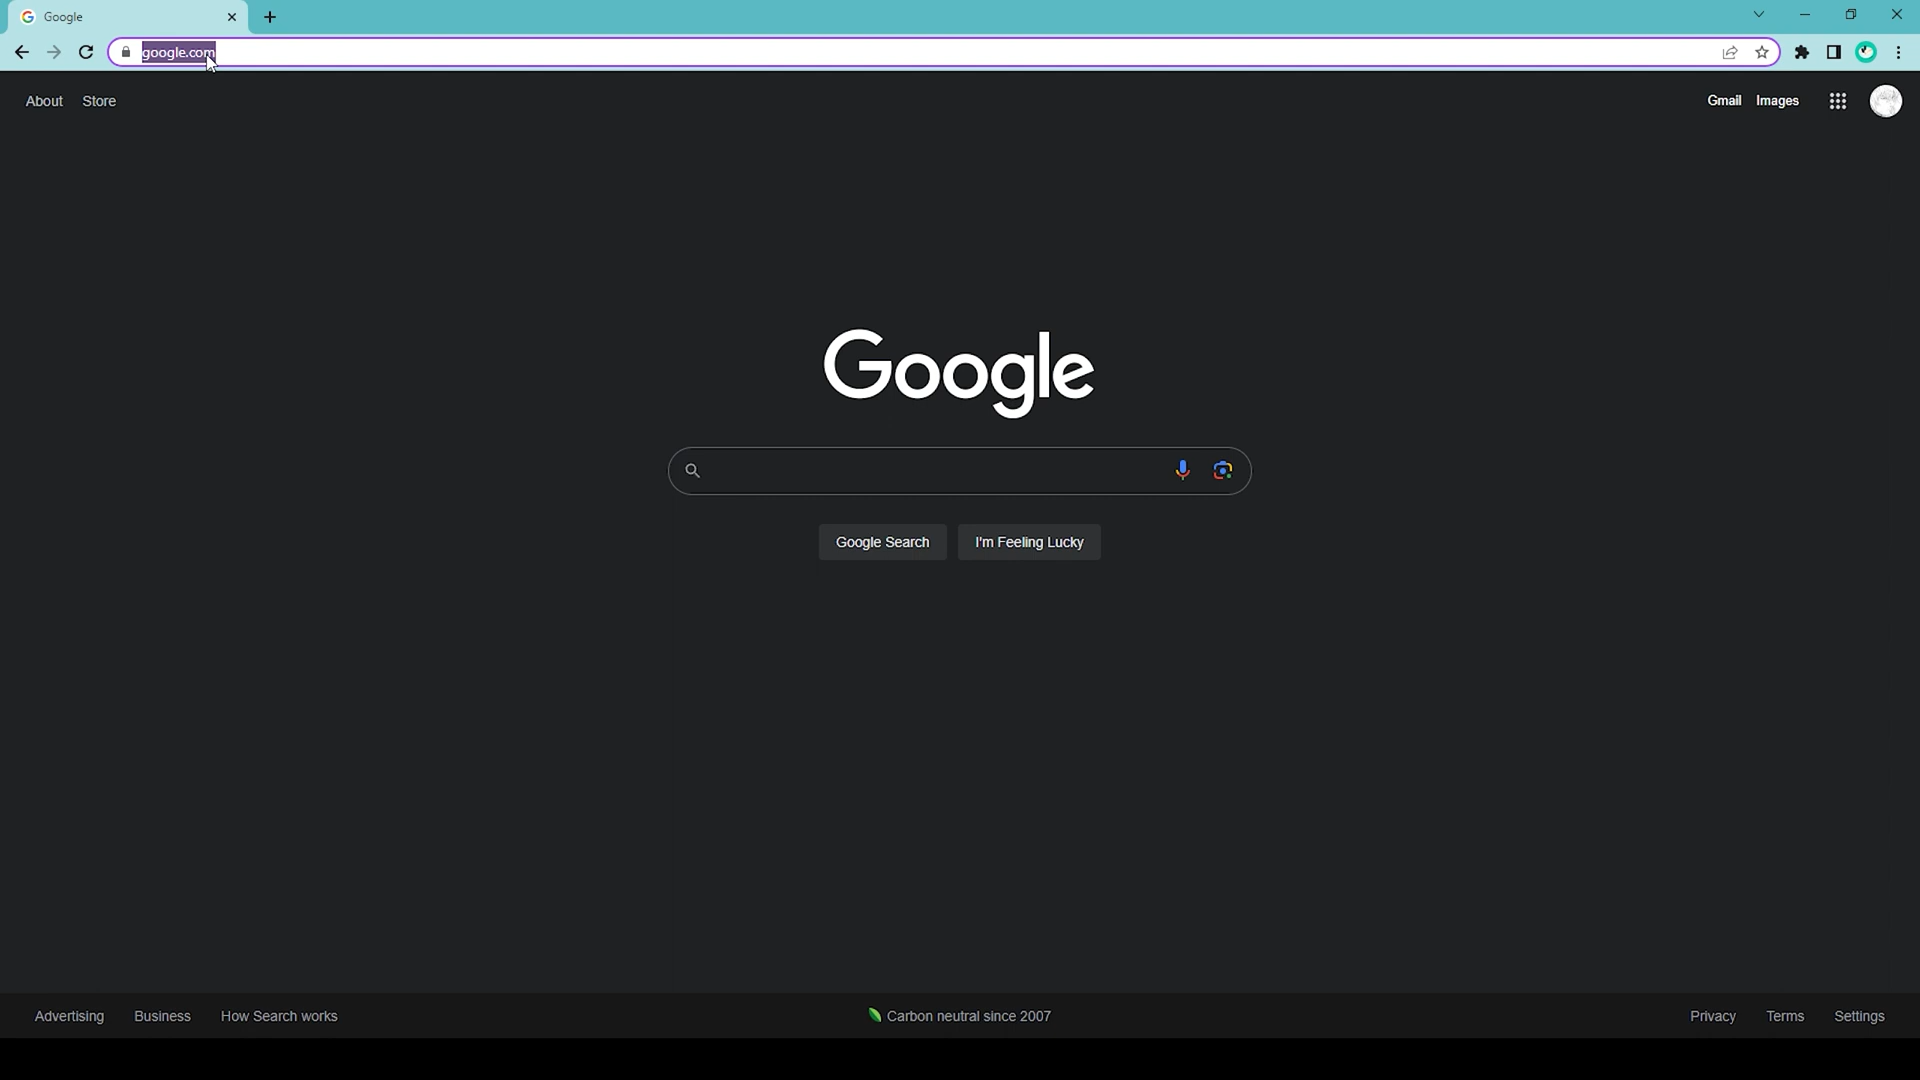 Google
google.com
About Store
Gmail Images
Google
Google Search I'm Feeling Lucky
Advertising Business How Search works
Carbon neutral since 2007
Privacy Terms Settings